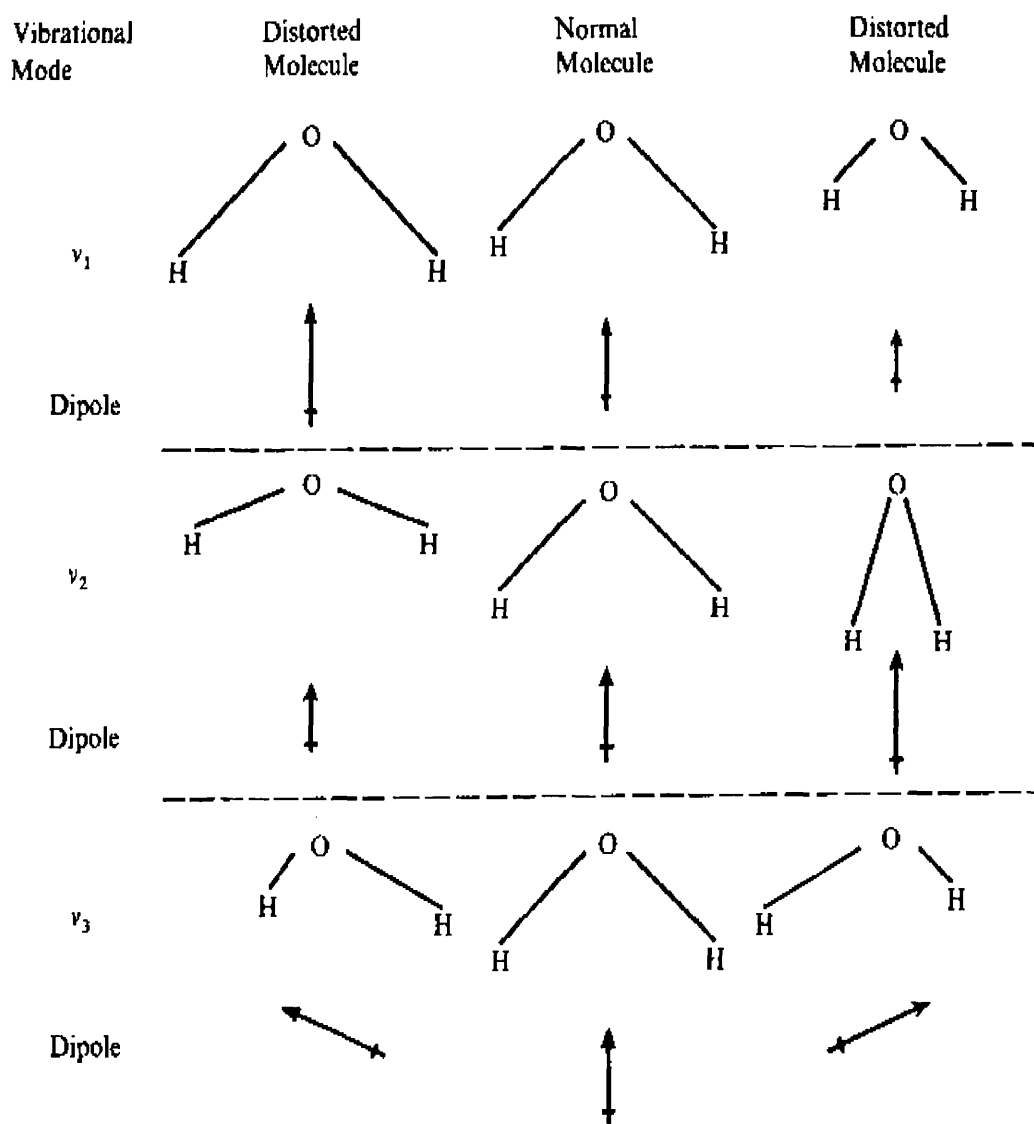 Vibrational Mode
Distorted Molecule
Normal Molecule
Distorted Molecule
O
O
O
H
H
H
H
H
H
ν₁
Dipole
O
O
O
H
H
H
H
H
H
ν₂
Dipole
O
O
O
H
H
H
H
H
H
ν₃
Dipole